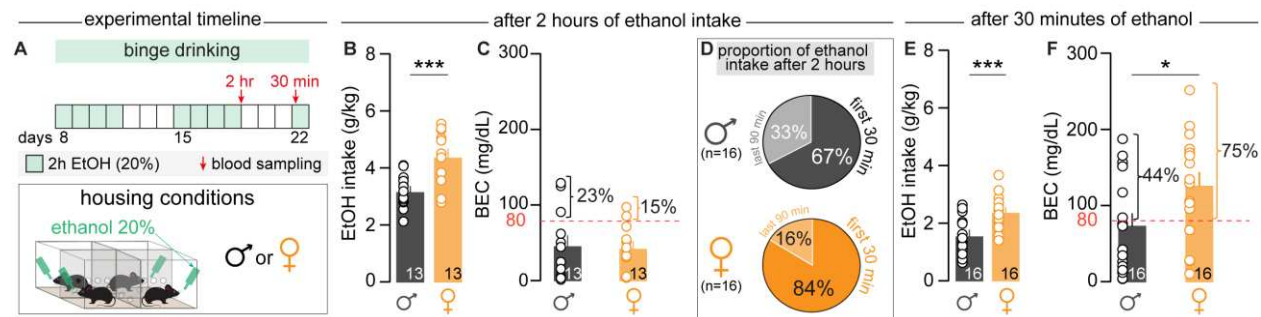 experimental timeline
A
binge drinking
2 hr
30 min
days 8
15
22
2h EtOH (20%)
blood sampling
housing conditions
ethanol 20%
♂ or ♀
after 2 hours of ethanol intake
B
EtOH intake (g/kg)
8
6
4
2
0
***
13
13
♂
♀
C
BEC (mg/dL)
300
200
100
80
0
23%
15%
13
13
♂
♀
D
proportion of ethanol
intake after 2 hours
♂
(n=16)
last 90 min
33%
first 30 min
67%
♀
(n=16)
last 90 min
16%
first 30 min
84%
after 30 minutes of ethanol
E
EtOH intake (g/kg)
8
6
4
2
0
***
16
16
♂
♀
F
BEC (mg/dL)
300
200
100
80
0
*
44%
75%
16
16
♂
♀